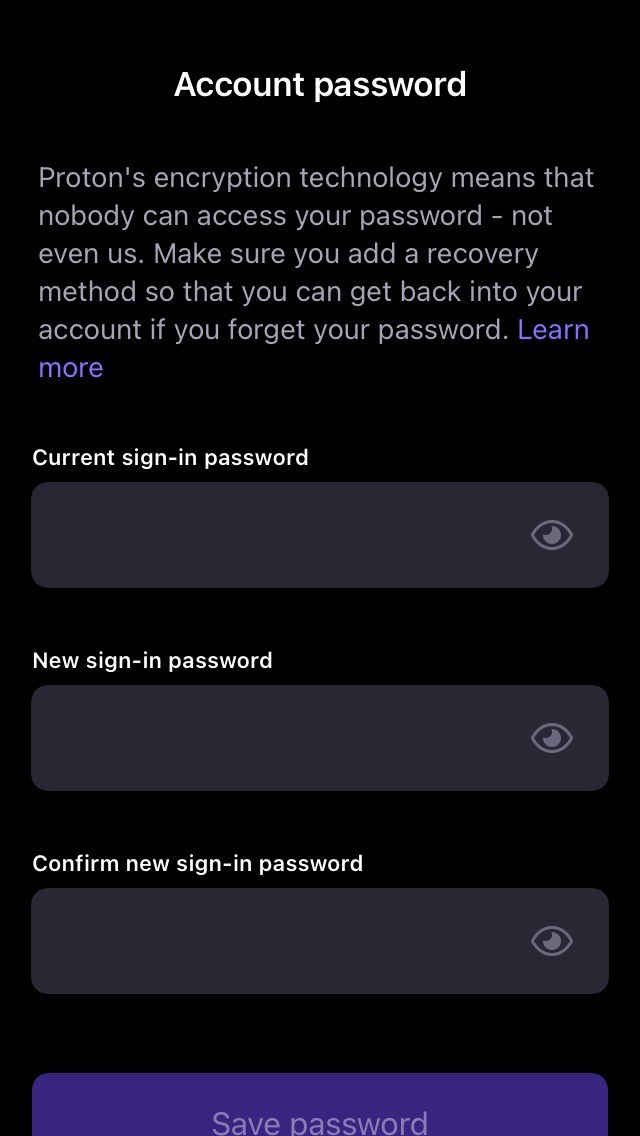 Account password
Proton's encryption technology means that
nobody can access your password - not
even us. Make sure you add a recovery
method so that you can get back into your
account if you forget your password. Learn
more
Current sign-in password
New sign-in password
Confirm new sign-in password
Save password